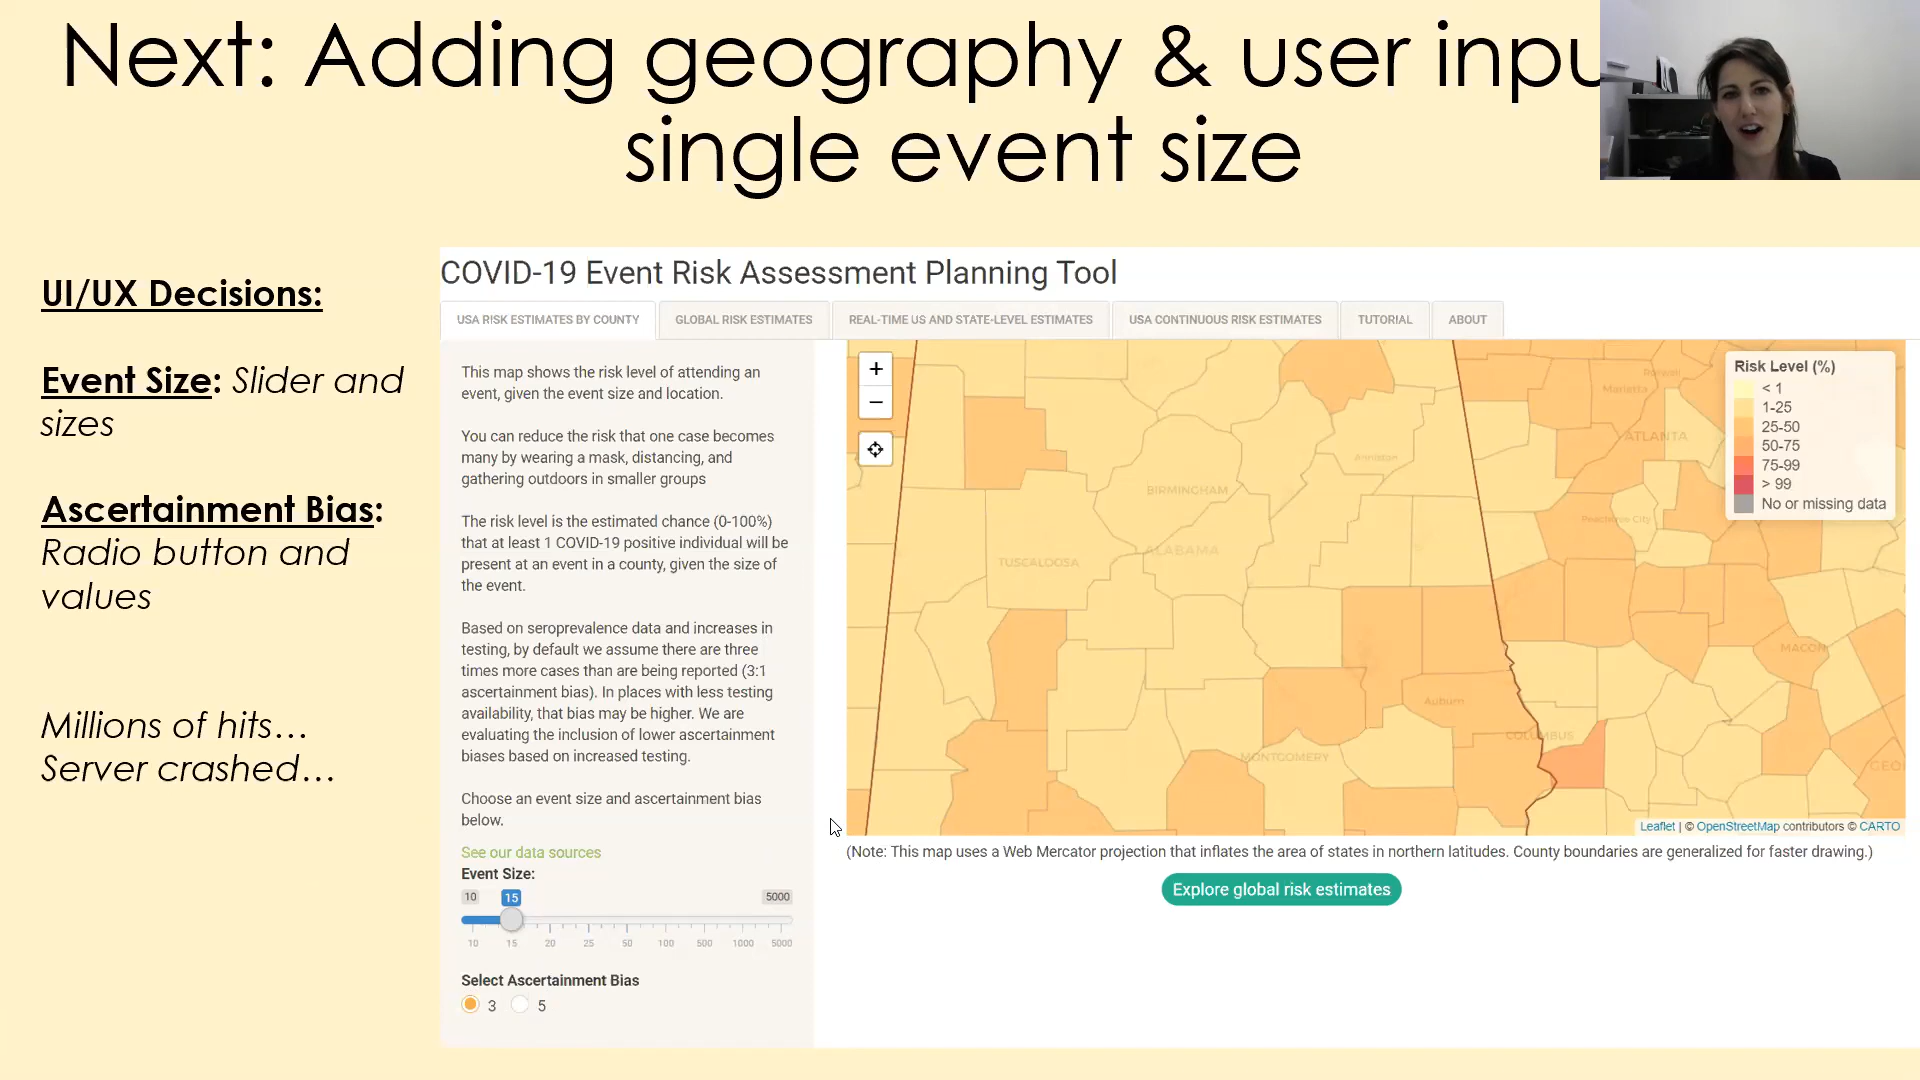 Next: Adding geography & user inpu
single event size
UI/UX Decisions:
Event Size: Slider and
sizes
Ascertainment Bias:
Radio button and
values
Millions of hits…
Server crashed…
COVID-19 Event Risk Assessment Planning Tool
USA RISK ESTIMATES BY COUNTY
GLOBAL RISK ESTIMATES
REAL-TIME US AND STATE-LEVEL ESTIMATES
USA CONTINUOUS RISK ESTIMATES
TUTORIAL
ABOUT
This map shows the risk level of attending an
event, given the event size and location.
You can reduce the risk that one case becomes
many by wearing a mask, distancing, and
gathering outdoors in smaller groups
The risk level is the estimated chance (0-100%)
that at least 1 COVID-19 positive individual will be
present at an event in a county, given the size of
the event.
Based on seroprevalence data and increases in
testing, by default we assume there are three
times more cases than are being reported (3:1
ascertainment bias). In places with less testing
availability, that bias may be higher. We are
evaluating the inclusion of lower ascertainment
biases based on increased testing.
Choose an event size and ascertainment bias
below.
See our data sources
Event Size:
10
15
5000
10 15 20 25 50 100 500 1000 5000
Select Ascertainment Bias
3
5
+
−
Roswell
Marietta
ATLANTA
Anniston
BIRMINGHAM
Peachtree City
ALABAMA
TUSCALOOSA
MACON
Auburn
COLUMBUS
MONTGOMERY
GEO
Risk Level (%)
< 1
1-25
25-50
50-75
75-99
> 99
No or missing data
Leaflet | © OpenStreetMap contributors © CARTO
(Note: This map uses a Web Mercator projection that inflates the area of states in northern latitudes. County boundaries are generalized for faster drawing.)
Explore global risk estimates